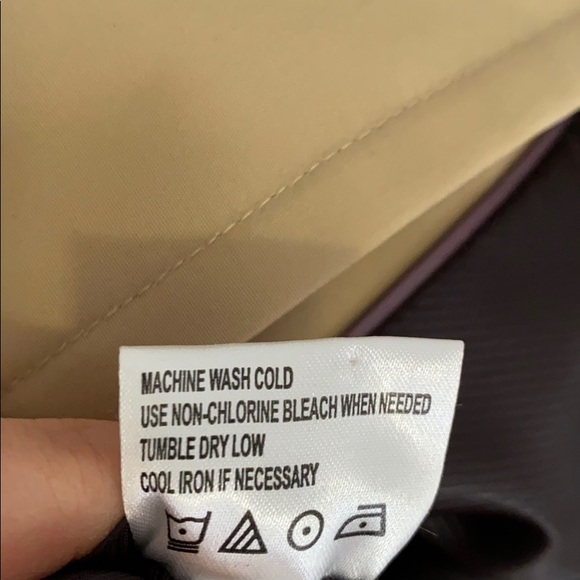 MACHINE WASH COLD
USE NON-CHLORINE BLEACH WHEN NEEDED
TUMBLE DRY LOW
COOL IRON IF NECESSARY